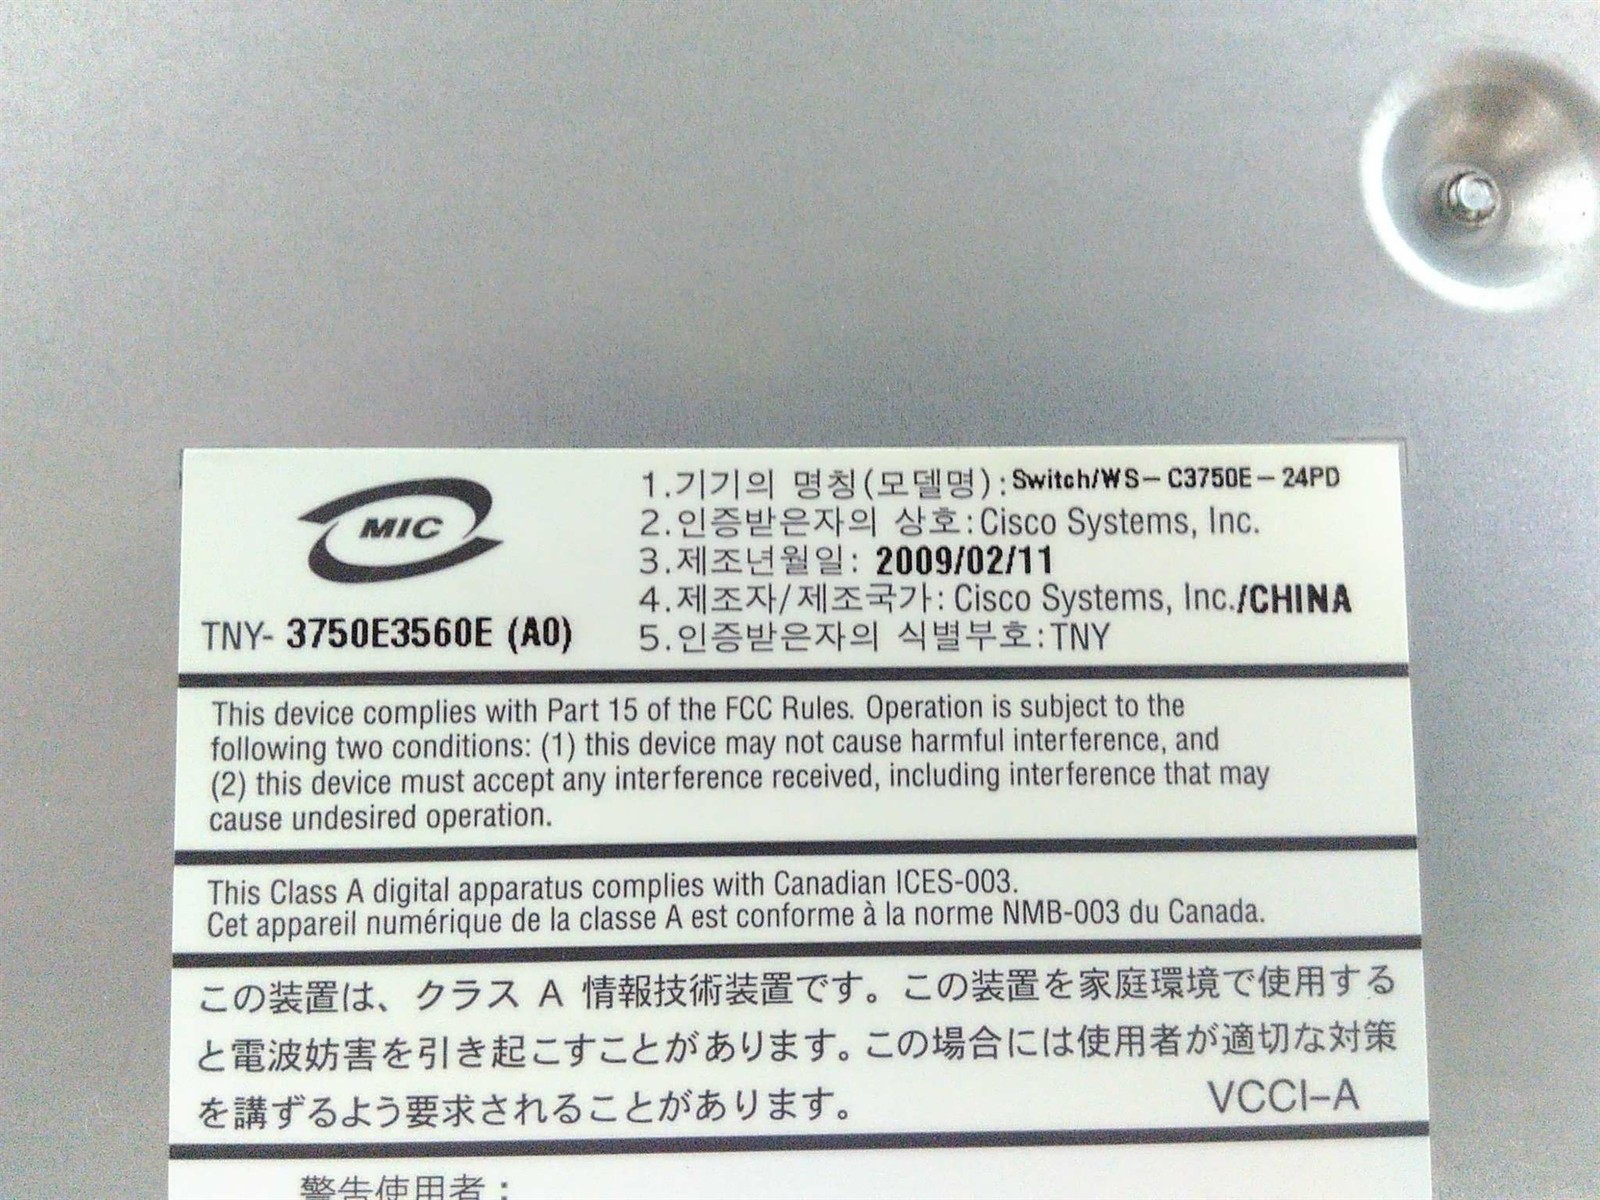 MIC
TNY- 3750E3560E (A0)
1.기기의 명칭(모델명):Switch/WS-C3750E-24PD
2.인증받은자의 상호:Cisco Systems, Inc.
3.제조년월일: 2009/02/11
4.제조자/제조국가: Cisco Systems, Inc./CHINA
5.인증받은자의 식별부호:TNY
This device complies with Part 15 of the FCC Rules. Operation is subject to the
following two conditions: (1) this device may not cause harmful interference, and
(2) this device must accept any interference received, including interference that may
cause undesired operation.
This Class A digital apparatus complies with Canadian ICES-003.
Cet appareil numérique de la classe A est conforme à la norme NMB-003 du Canada.
この装置は、クラス A 情報技術装置です。この装置を家庭環境で使用する
と電波妨害を引き起こすことがあります。この場合には使用者が適切な対策
を講ずるよう要求されることがあります。
VCCI-A
警告使用者：